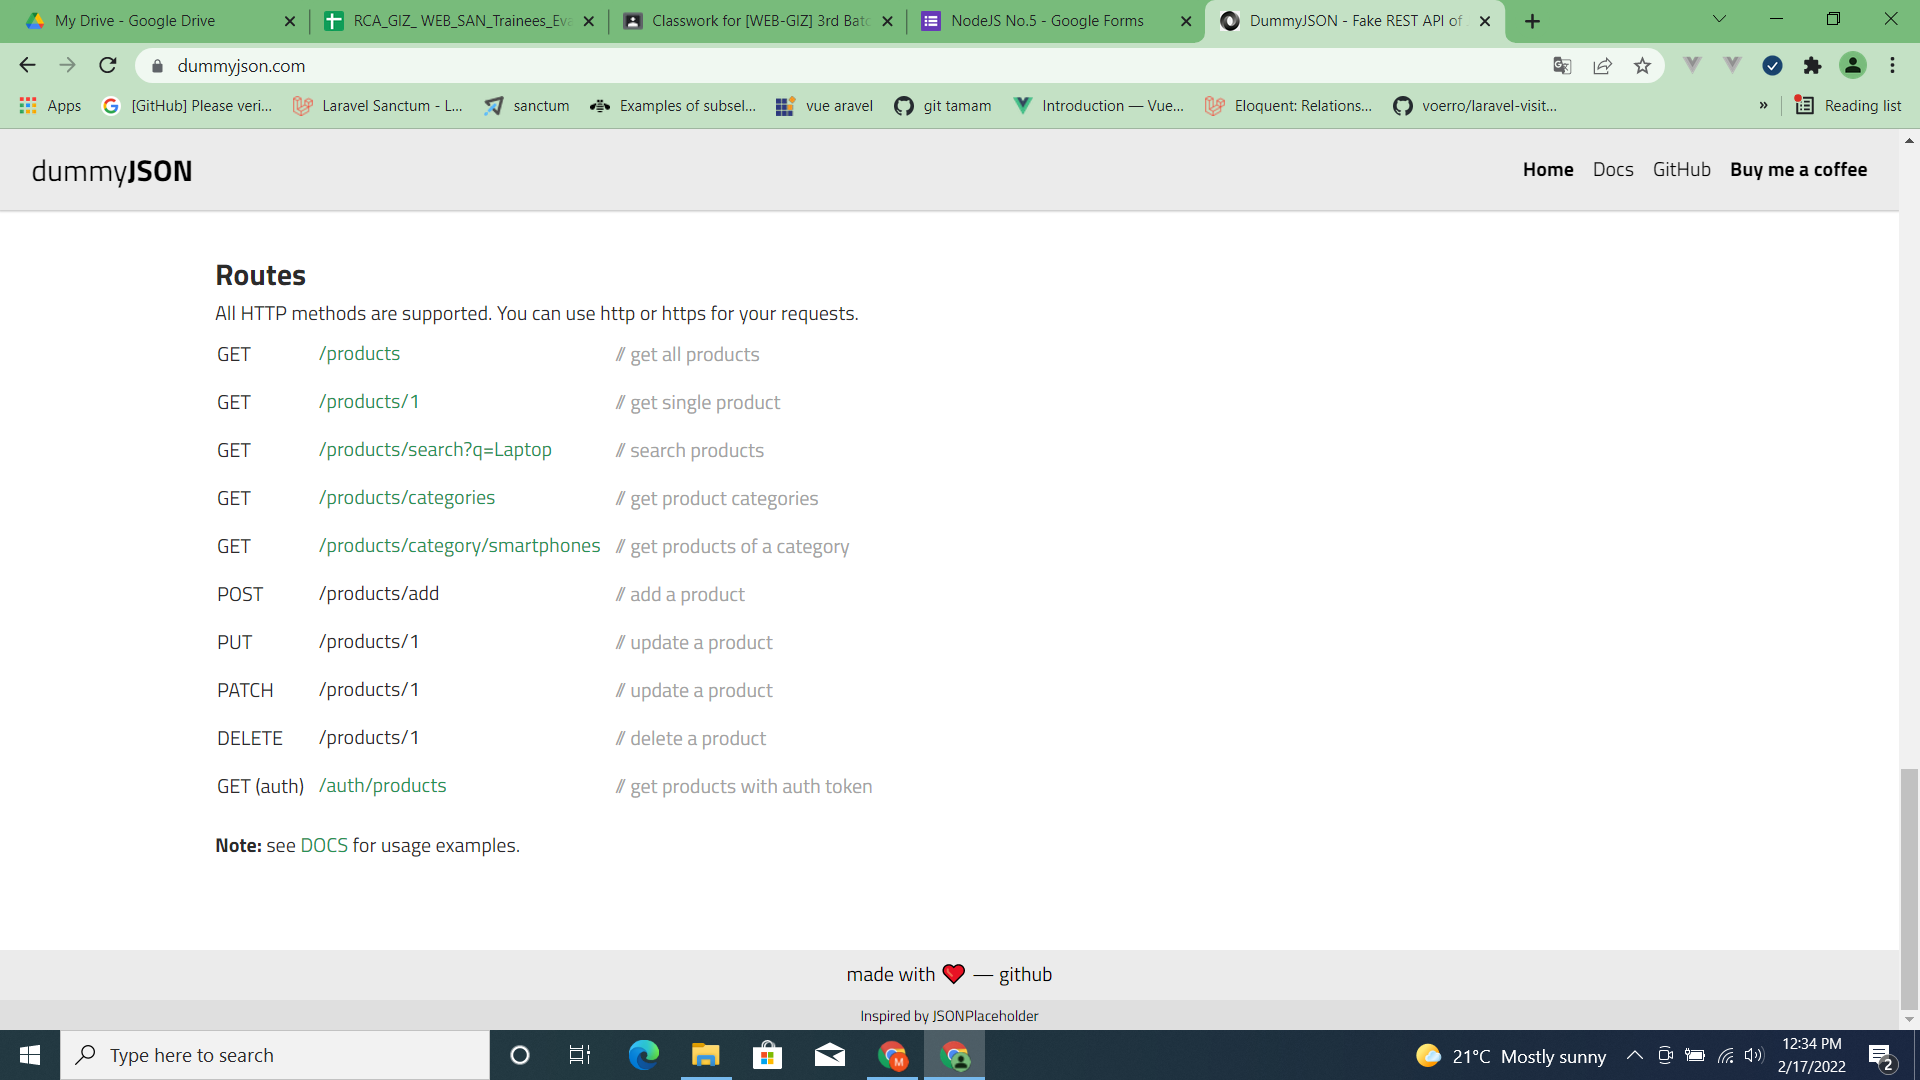 My Drive - Google Drive
RCA_GIZ_ WEB_SAN_Trainees_Eva
Classwork for [WEB-GIZ] 3rd Batc
NodeJS No.5 - Google Forms
DummyJSON - Fake REST API of
dummyjson.com
Apps
[GitHub] Please veri...
Laravel Sanctum - L...
sanctum
Examples of subsel...
vue aravel
git tamam
Introduction — Vue...
Eloquent: Relations...
voerro/laravel-visit...
»
Reading list
dummyJSON
Home
Docs
GitHub
Buy me a coffee
Routes
All HTTP methods are supported. You can use http or https for your requests.
GET /products // get all products
GET /products/1 // get single product
GET /products/search?q=Laptop // search products
GET /products/categories // get product categories
GET /products/category/smartphones // get products of a category
POST /products/add // add a product
PUT /products/1 // update a product
PATCH /products/1 // update a product
DELETE /products/1 // delete a product
GET (auth) /auth/products // get products with auth token
Note: see DOCS for usage examples.
made with ❤ — github
Inspired by JSONPlaceholder
Type here to search
M
21°C Mostly sunny
12:34 PM
2/17/2022
2